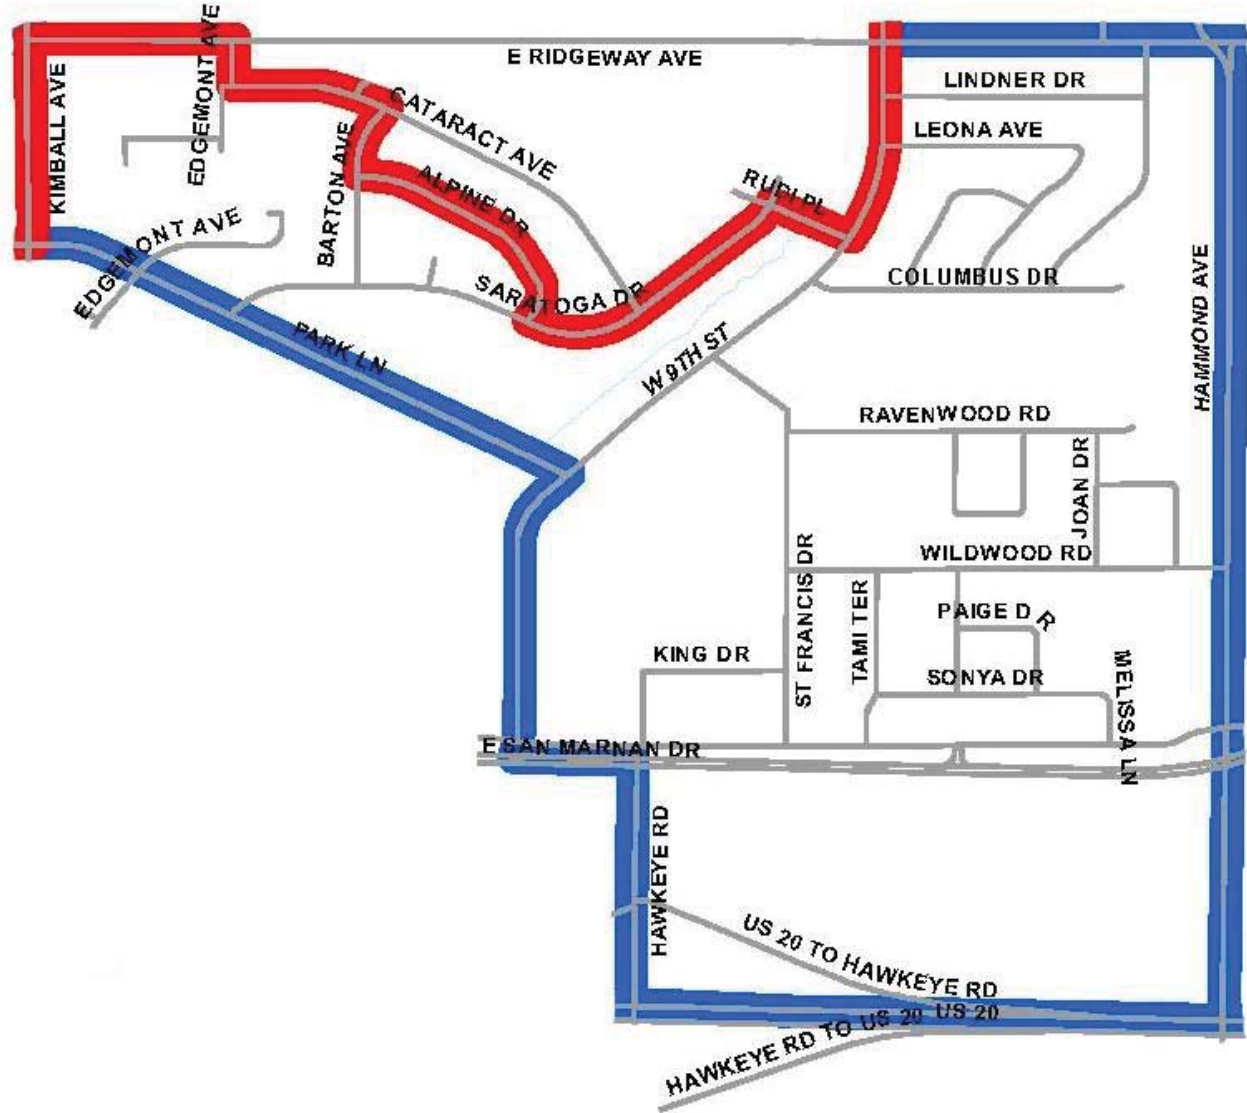 E RIDGEWAY AVE
KIMBALL AVE
EDGEMONT AVE
CATARACT AVE
LINDNER DR
LEONA AVE
BARTON AVE
ALPINE DR
RUPI PL
EDGEMONT AVE
SARATOGA DR
COLUMBUS DR
HAMMOND AVE
PARK LN
W 9TH ST
RAVENWOOD RD
JOAN DR
WILDWOOD RD
ST FRANCIS DR
TAMI TER
PAIGE DR
KING DR
SONYA DR
MELISSA LN
E SAN MARNAN DR
HAWKEYE RD
US 20 TO HAWKEYE RD
US 20
HAWKEYE RD TO US 20